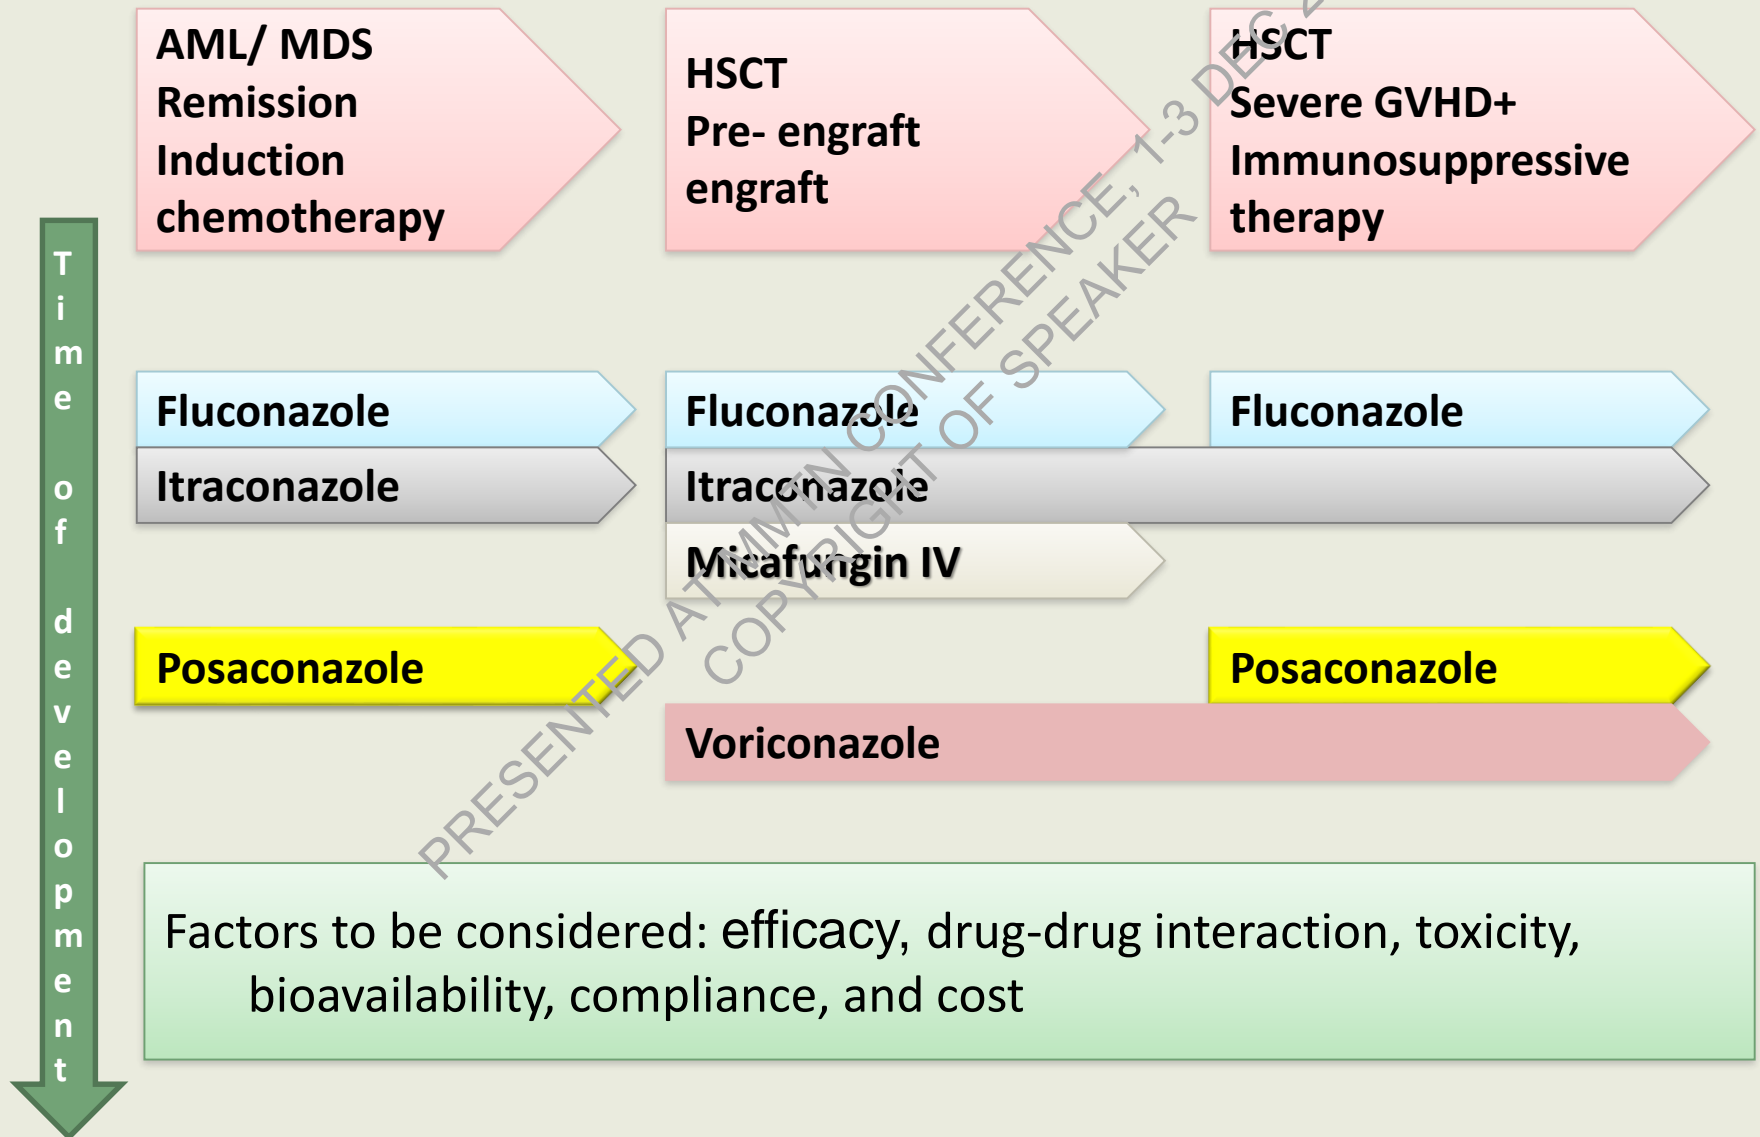 AML/ MDS
Remission
Induction
chemotherapy
HSCT
Pre- engraft
engraft
HSCT
Severe GVHD+
Immunosuppressive
therapy
Time of development
Fluconazole
Fluconazole
Fluconazole
Itraconazole
Itraconazole
Micafungin IV
Posaconazole
Posaconazole
Voriconazole
Factors to be considered: efficacy, drug-drug interaction, toxicity,
bioavailability, compliance, and cost
PRESENTED AT MMTN CONFERENCE, 1-3 DEC
COPYRIGHT OF SPEAKER